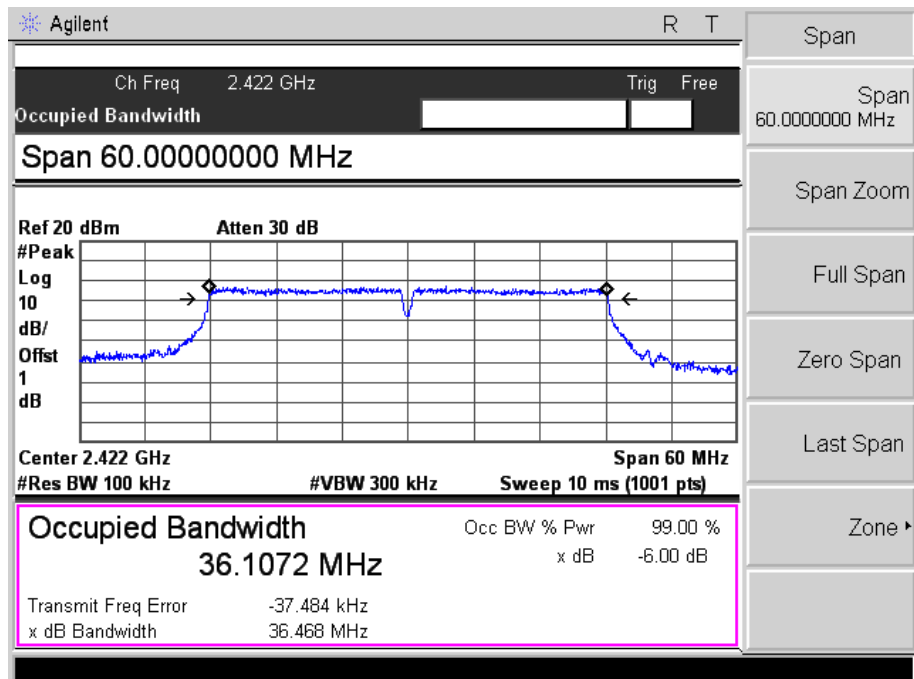 Agilent R T
Ch Freq 2.422 GHz Trig Free
Occupied Bandwidth
Span 60.00000000 MHz
Ref 20 dBm Atten 30 dB
#Peak
Log
10
dB/
Offst
1
dB
Center 2.422 GHz Span 60 MHz
#Res BW 100 kHz #VBW 300 kHz Sweep 10 ms (1001 pts)
Occupied Bandwidth Occ BW % Pwr 99.00 %
36.1072 MHz x dB -6.00 dB
Transmit Freq Error -37.484 kHz
x dB Bandwidth 36.468 MHz
Span
Span
60.0000000 MHz
Span Zoom
Full Span
Zero Span
Last Span
Zone